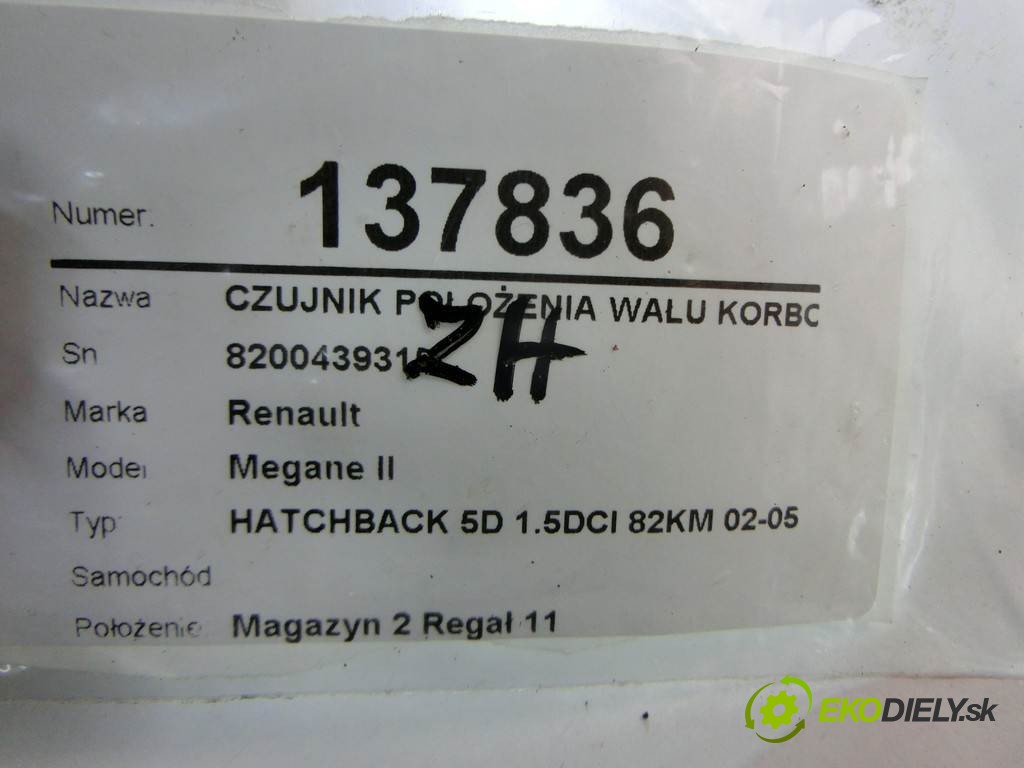 Numer. 137836
Nazwa CZUJNIK POŁOŻENIA WAŁU KORBO
Sn 820043931
ZH
Marka Renault
Model Megane II
Typ HATCHBACK 5D 1.5DCI 82KM 02-05
Samochód
Położenie Magazyn 2 Regał 11
EKODIELY.sk